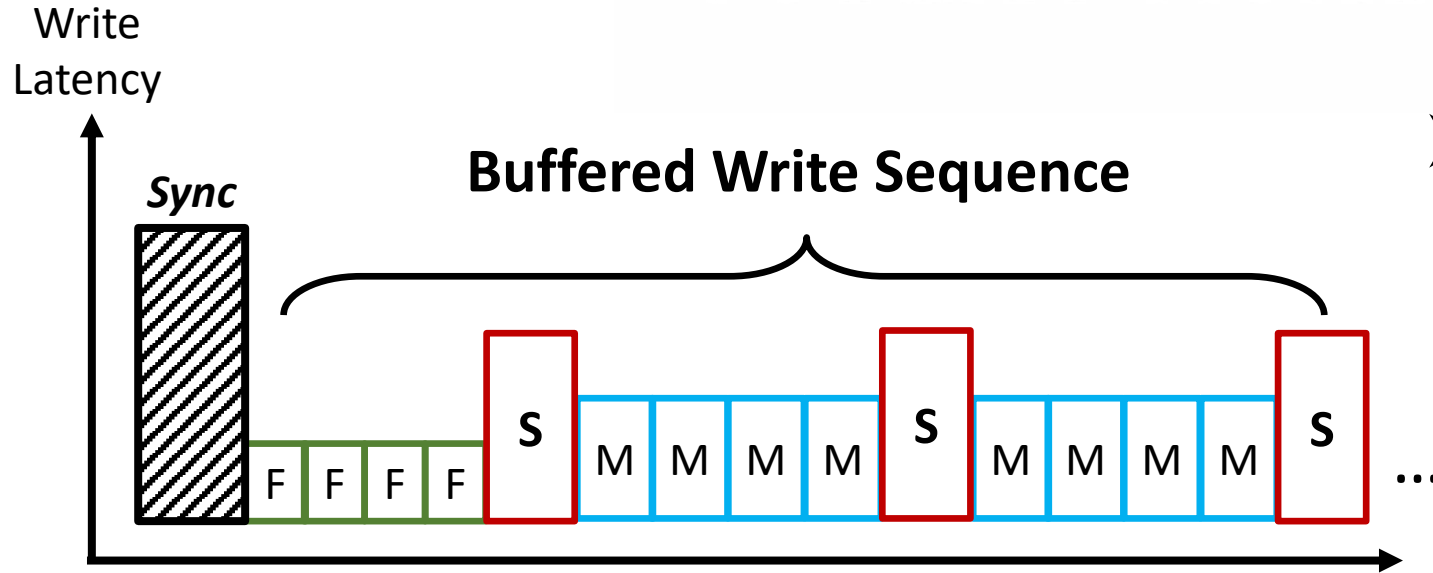 Write
Latency
Buffered Write Sequence
Sync
F F F F S M M M M S M M M M S ...